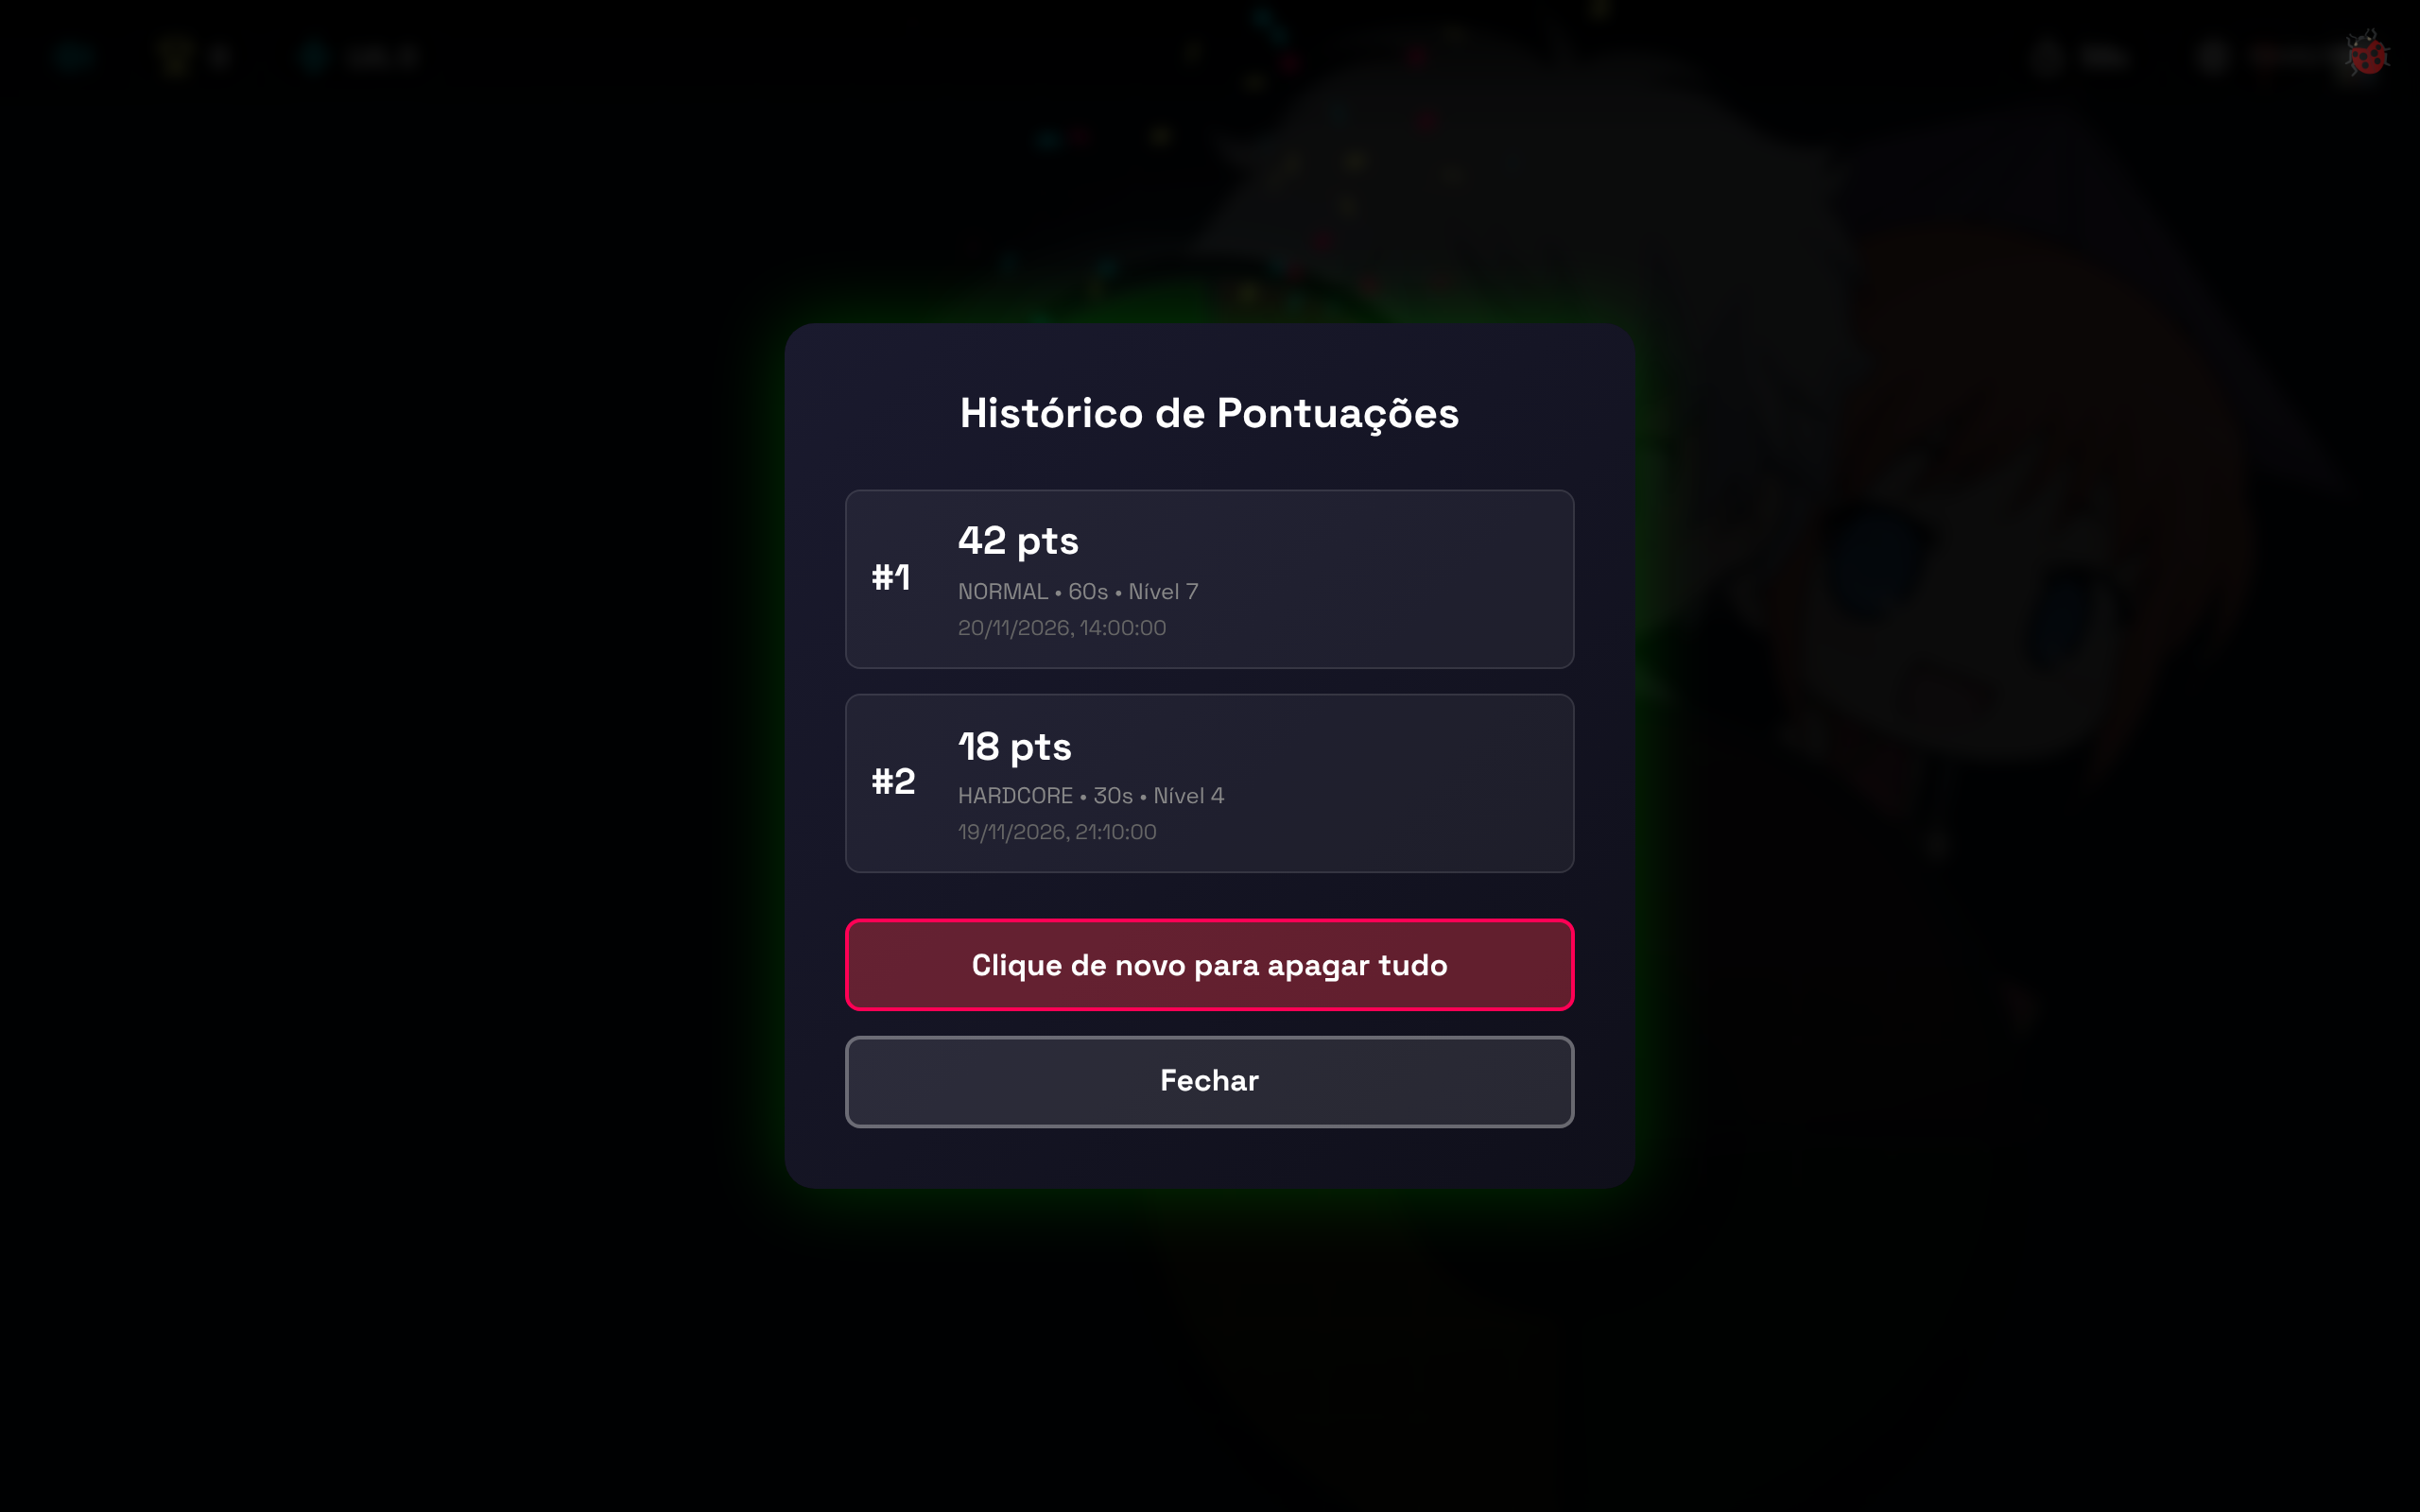 Histórico de Pontuações
#1
42 pts
NORMAL • 60s • Nível 7
20/11/2026, 14:00:00
#2
18 pts
HARDCORE • 30s • Nível 4
19/11/2026, 21:10:00
Clique de novo para apagar tudo
Fechar